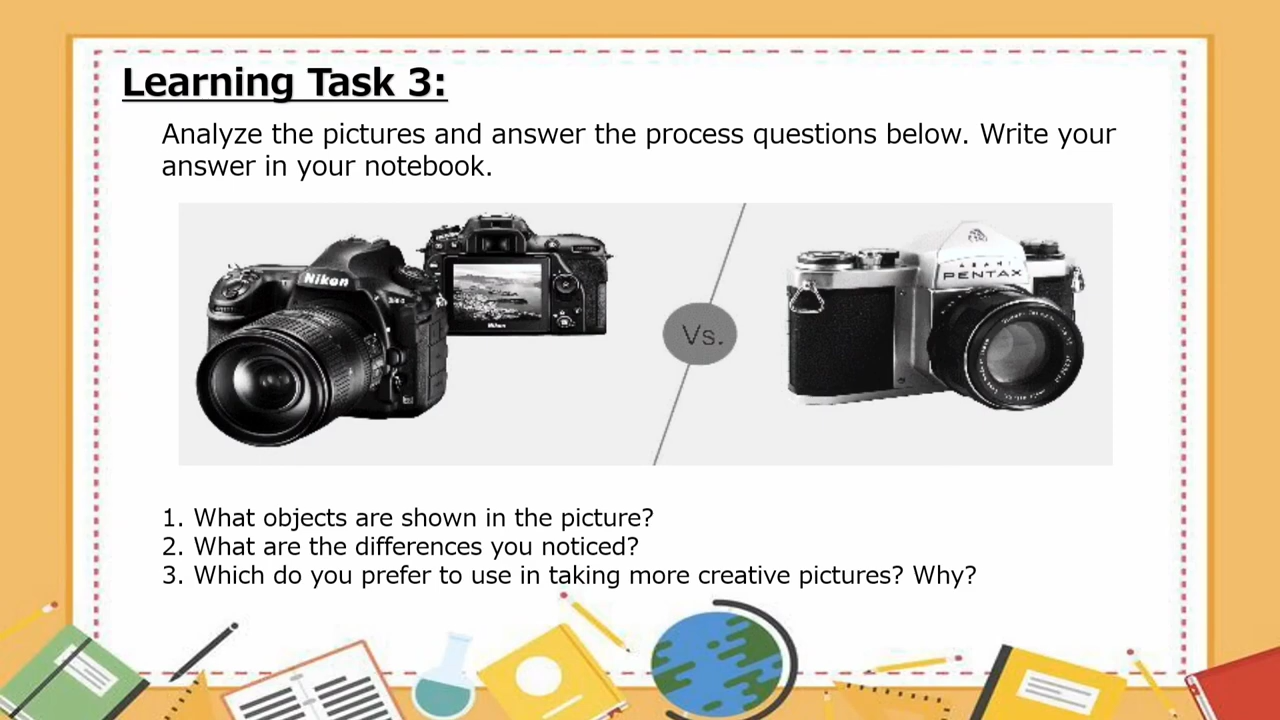 Learning Task 3:
Analyze the pictures and answer the process questions below. Write your
answer in your notebook.
Nikon
Nikon
Vs.
ASAHI
PENTAX
1. What objects are shown in the picture?
2. What are the differences you noticed?
3. Which do you prefer to use in taking more creative pictures? Why?